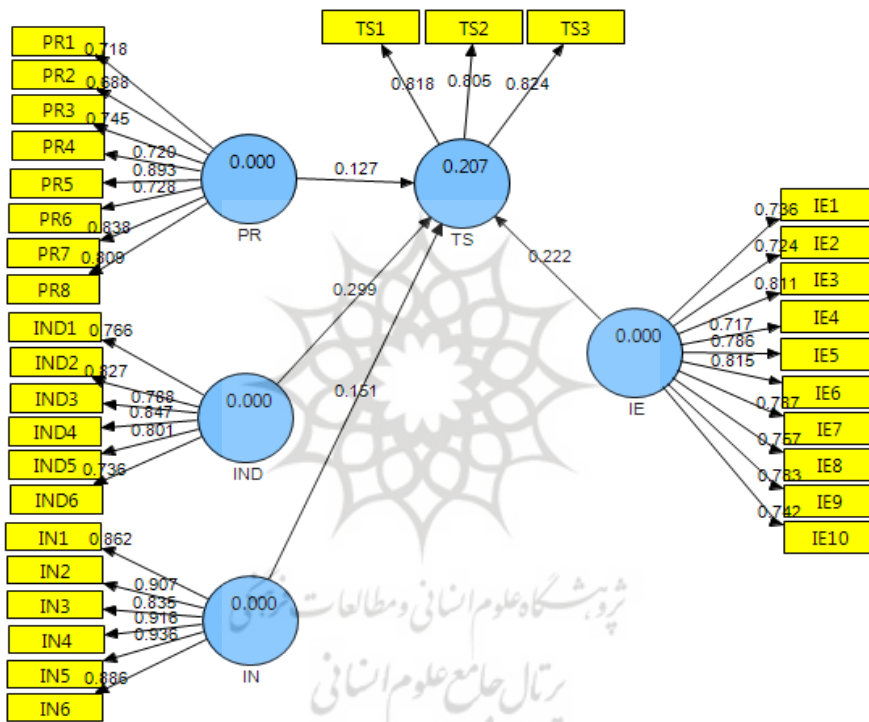 TS1 TS2 TS3
0.818 0.805 0.824
PR1 0.718
PR2 0.688
PR3 0.745
PR4 0.720
PR5 0.893
PR6 0.728
PR7 0.838
PR8 0.809
0.000
PR
0.127
0.207
TS
0.299
0.222
0.151
IND1 0.766
IND2 0.827
IND3 0.788
IND4 0.847
IND5 0.801
IND6 0.736
0.000
IND
IN1 0.862
IN2 0.907
IN3 0.835
IN4 0.918
IN5 0.936
IN6 0.886
0.000
IN
0.000
IE
0.736 IE1
0.724 IE2
0.811 IE3
0.717 IE4
0.786 IE5
0.815 IE6
0.787 IE7
0.757 IE8
0.783 IE9
0.742 IE10
پژوهشگاه علوم انسانی و مطالعات فرهنگی
پرتال جامع علوم انسانی